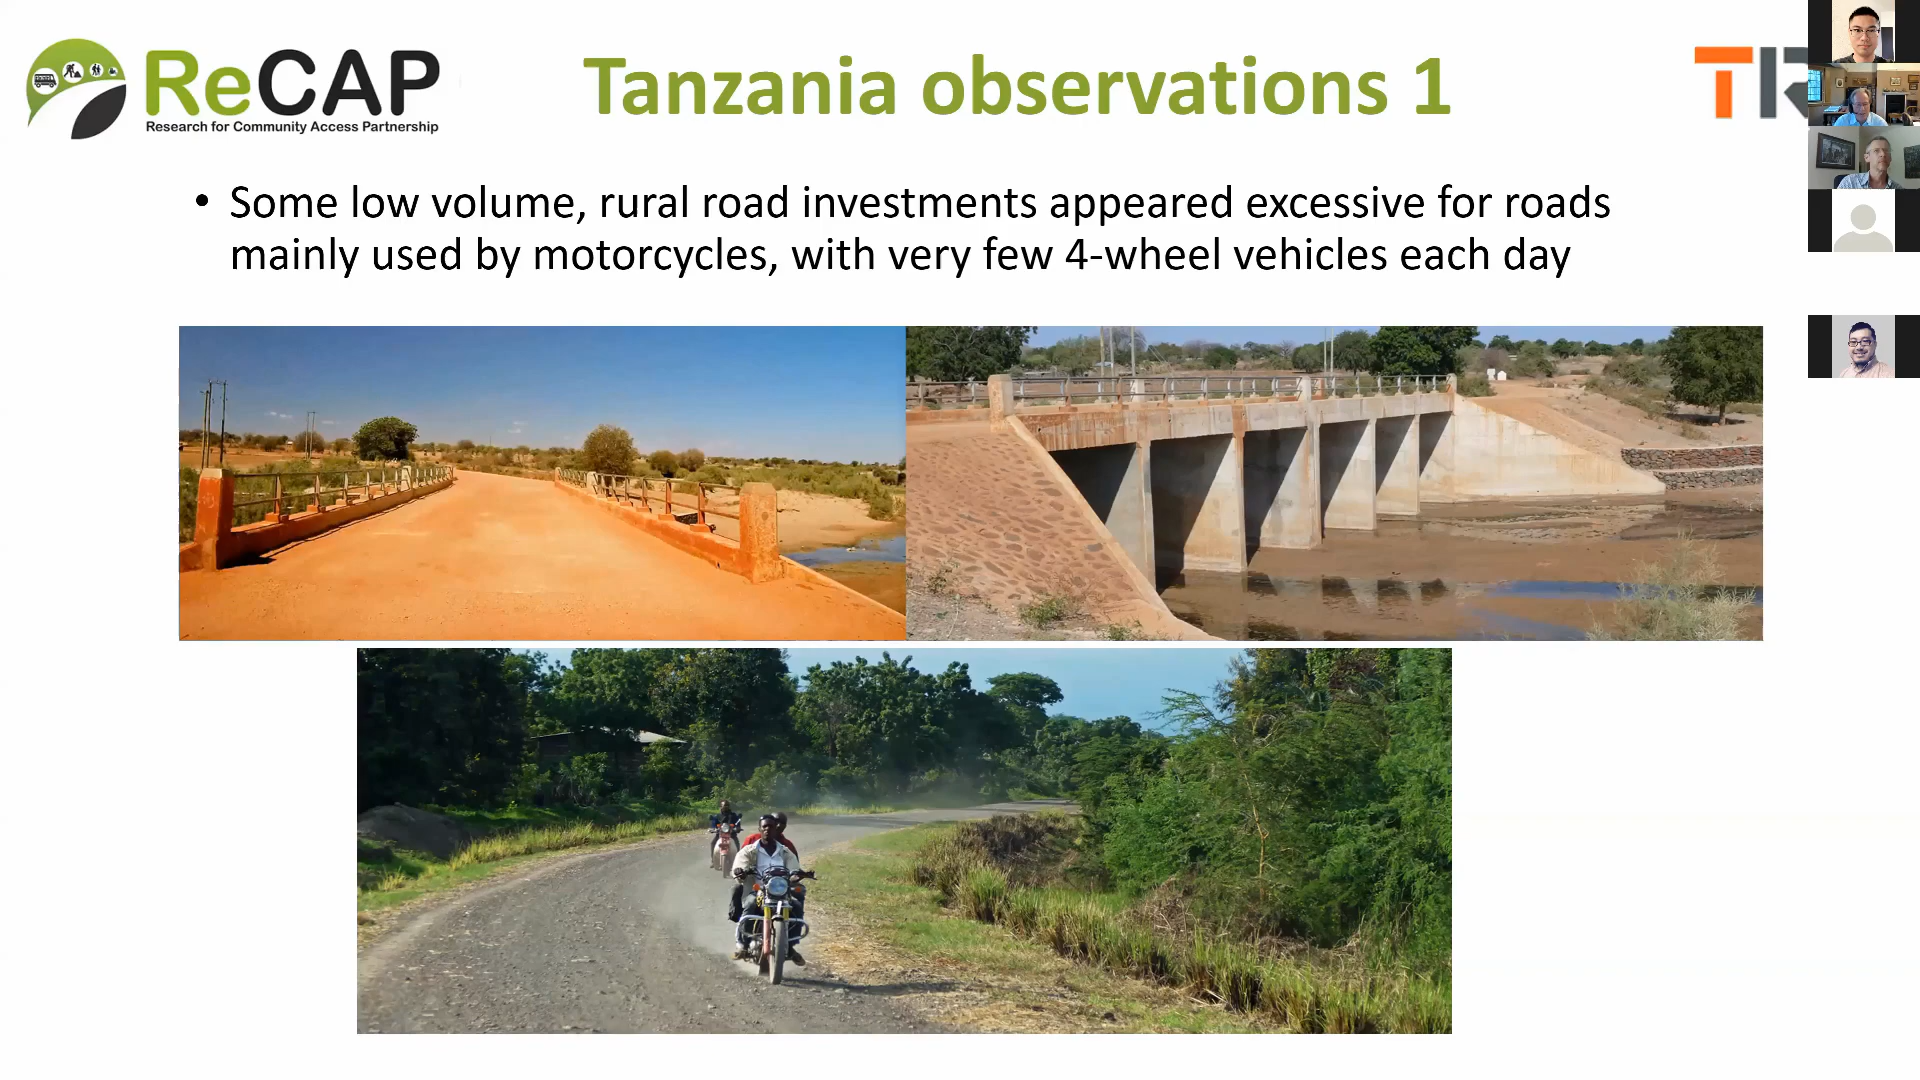 ReCAP
Research for Community Access Partnership
Tanzania observations 1
• Some low volume, rural road investments appeared excessive for roads
mainly used by motorcycles, with very few 4-wheel vehicles each day